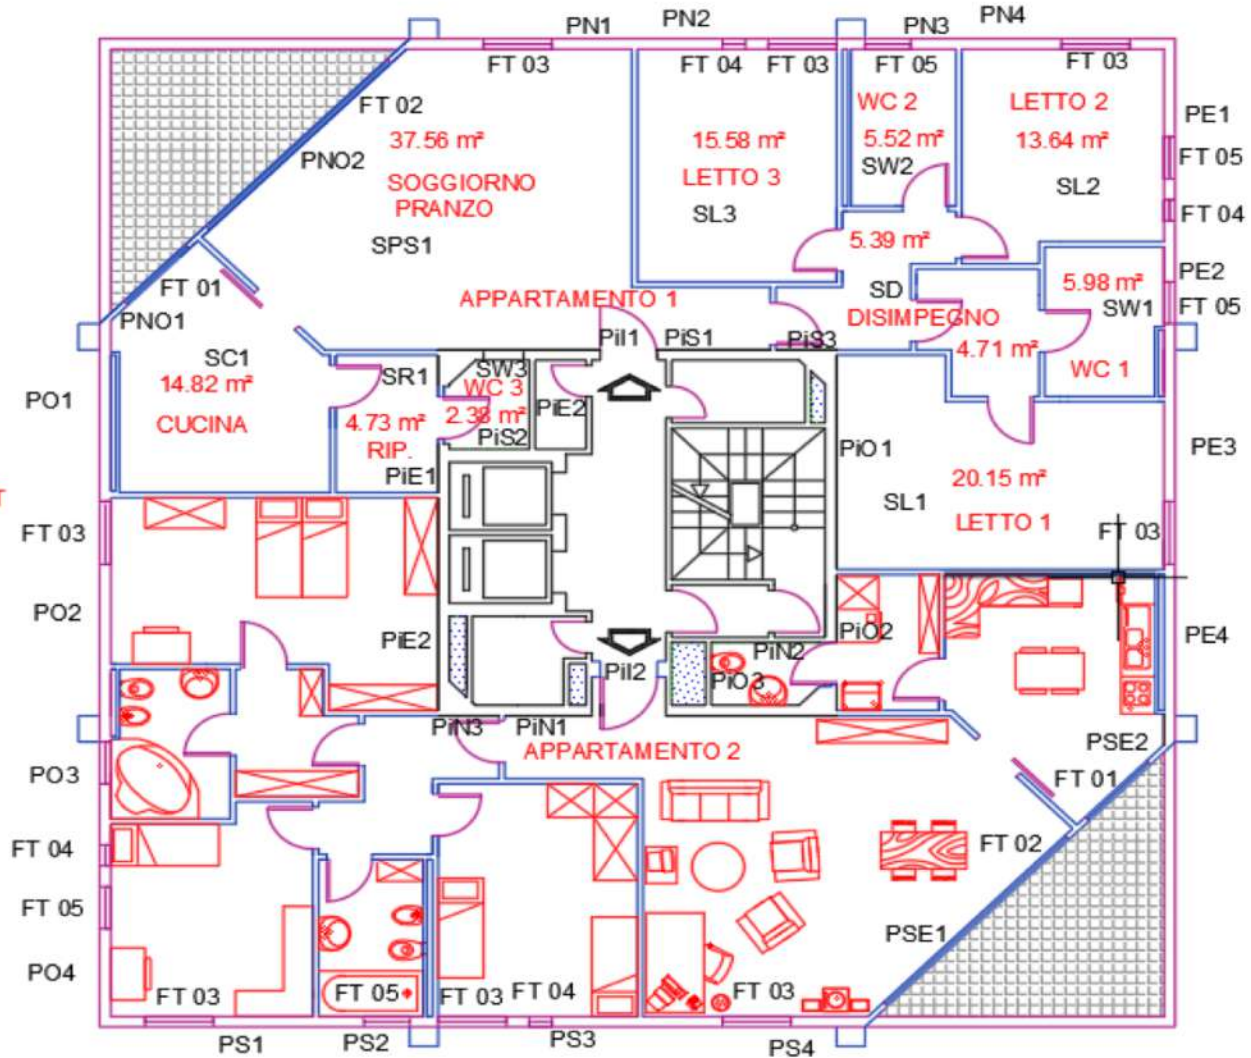 PN1
PN2
PN3
PN4
FT 03
FT 04
FT 03
FT 05
FT 03
FT 02
WC 2
LETTO 2
PE1
37.56 m²
15.58 m²
5.52 m²
13.64 m²
FT 05
PNO2
SW2
SOGGIORNO
PRANZO
LETTO 3
SL3
SL2
FT 04
SPS1
5.39 m²
PE2
FT 01
SD
5.98 m²
SW1
FT 05
APPARTAMENTO 1
PNO1
DISIMPEGNO
PiI1
PiS1
PiS3
4.71 m²
SC1
14.82 m²
SR1
SW3
WC 3
WC 1
PO1
CUCINA
4.73 m²
RIP.
2.38 m²
PiE2
PiS2
PiO1
PE3
PiE1
20.15 m²
SL1
LETTO 1
FT 03
FT 03
PO2
PiE2
PiO2
PE4
PiN2
PiI2
PiO3
PiN3
PiN1
APPARTAMENTO 2
PSE2
PO3
FT 01
FT 04
FT 02
FT 05
PSE1
PO4
FT 03
FT 05
FT 03
FT 04
FT 03
PS1
PS2
PS3
PS4